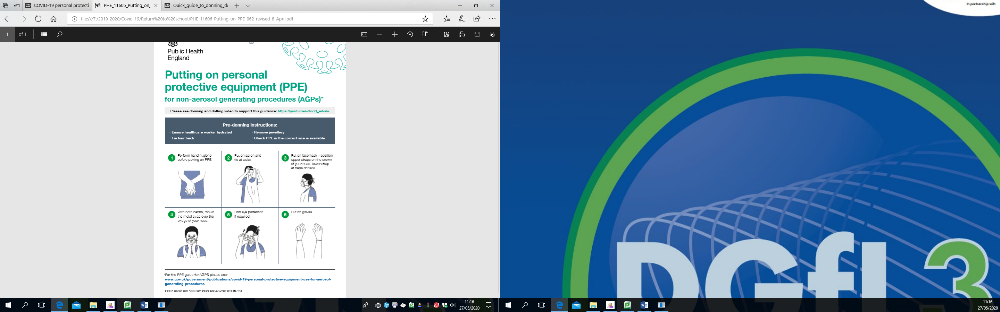 COVID-19 personal protecti
PHE_11606_Putting_on_
Quick_guide_to_donning_d
file:///T:/2019-2020/Covid-19/Return%20to%20school/PHE_11606_Putting_on_PPE_062_revised_8_April.pdf
1 of 1
Public Health
England
Putting on personal
protective equipment (PPE)
for non-aerosol generating procedures (AGPs)*
Please see donning and doffing video to support this guidance: https://youtu.be/-GncQ_ed-9w
Pre-donning instructions:
• Ensure healthcare worker hydrated
• Tie hair back
• Remove jewellery
• Check PPE in the correct size is available
1 Perform hand hygiene
before putting on PPE.
2 Put on apron and
tie at waist.
3 Put on facemask – position
upper straps on the crown
of your head, lower strap
at nape of neck.
4 With both hands, mould
the metal strap over the
bridge of your nose.
5 Don eye protection
if required.
6 Put on gloves.
*For the PPE guide for AGPS please see:
www.gov.uk/government/publications/covid-19-personal-protective-equipment-use-for-aerosol-
generating-procedures
© Crown copyright 2020. Public Health England Gateway Number: 2019-262. V1.2
11:16
27/05/2020
In partnership with
DGfL 3
11:16
27/05/2020